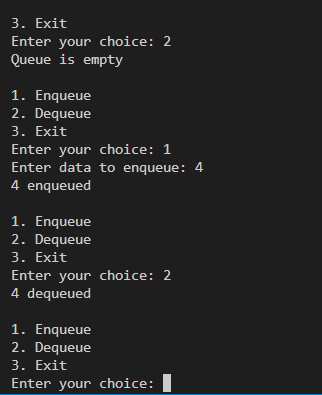 3. Exit
Enter your choice: 2
Queue is empty

1. Enqueue
2. Dequeue
3. Exit
Enter your choice: 1
Enter data to enqueue: 4
4 enqueued

1. Enqueue
2. Dequeue
3. Exit
Enter your choice: 2
4 dequeued

1. Enqueue
2. Dequeue
3. Exit
Enter your choice: